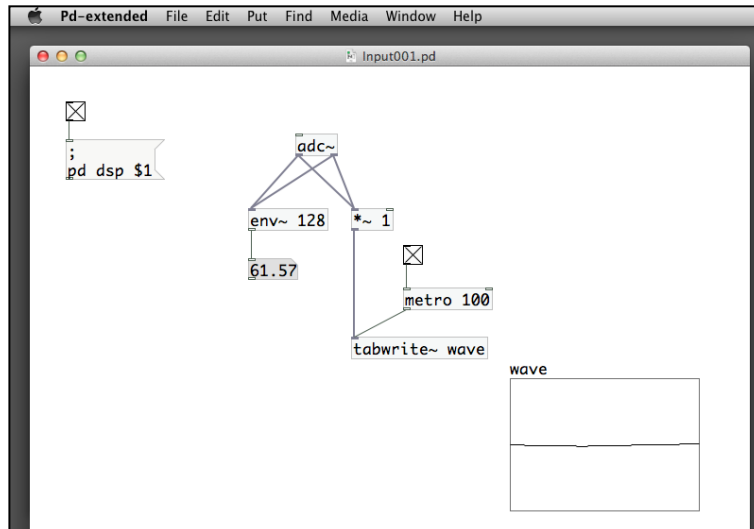 Pd-extended File Edit Put Find Media Window Help
Input001.pd
;
pd dsp $1
adc~
env~ 128
*~ 1
61.57
metro 100
tabwrite~ wave
wave